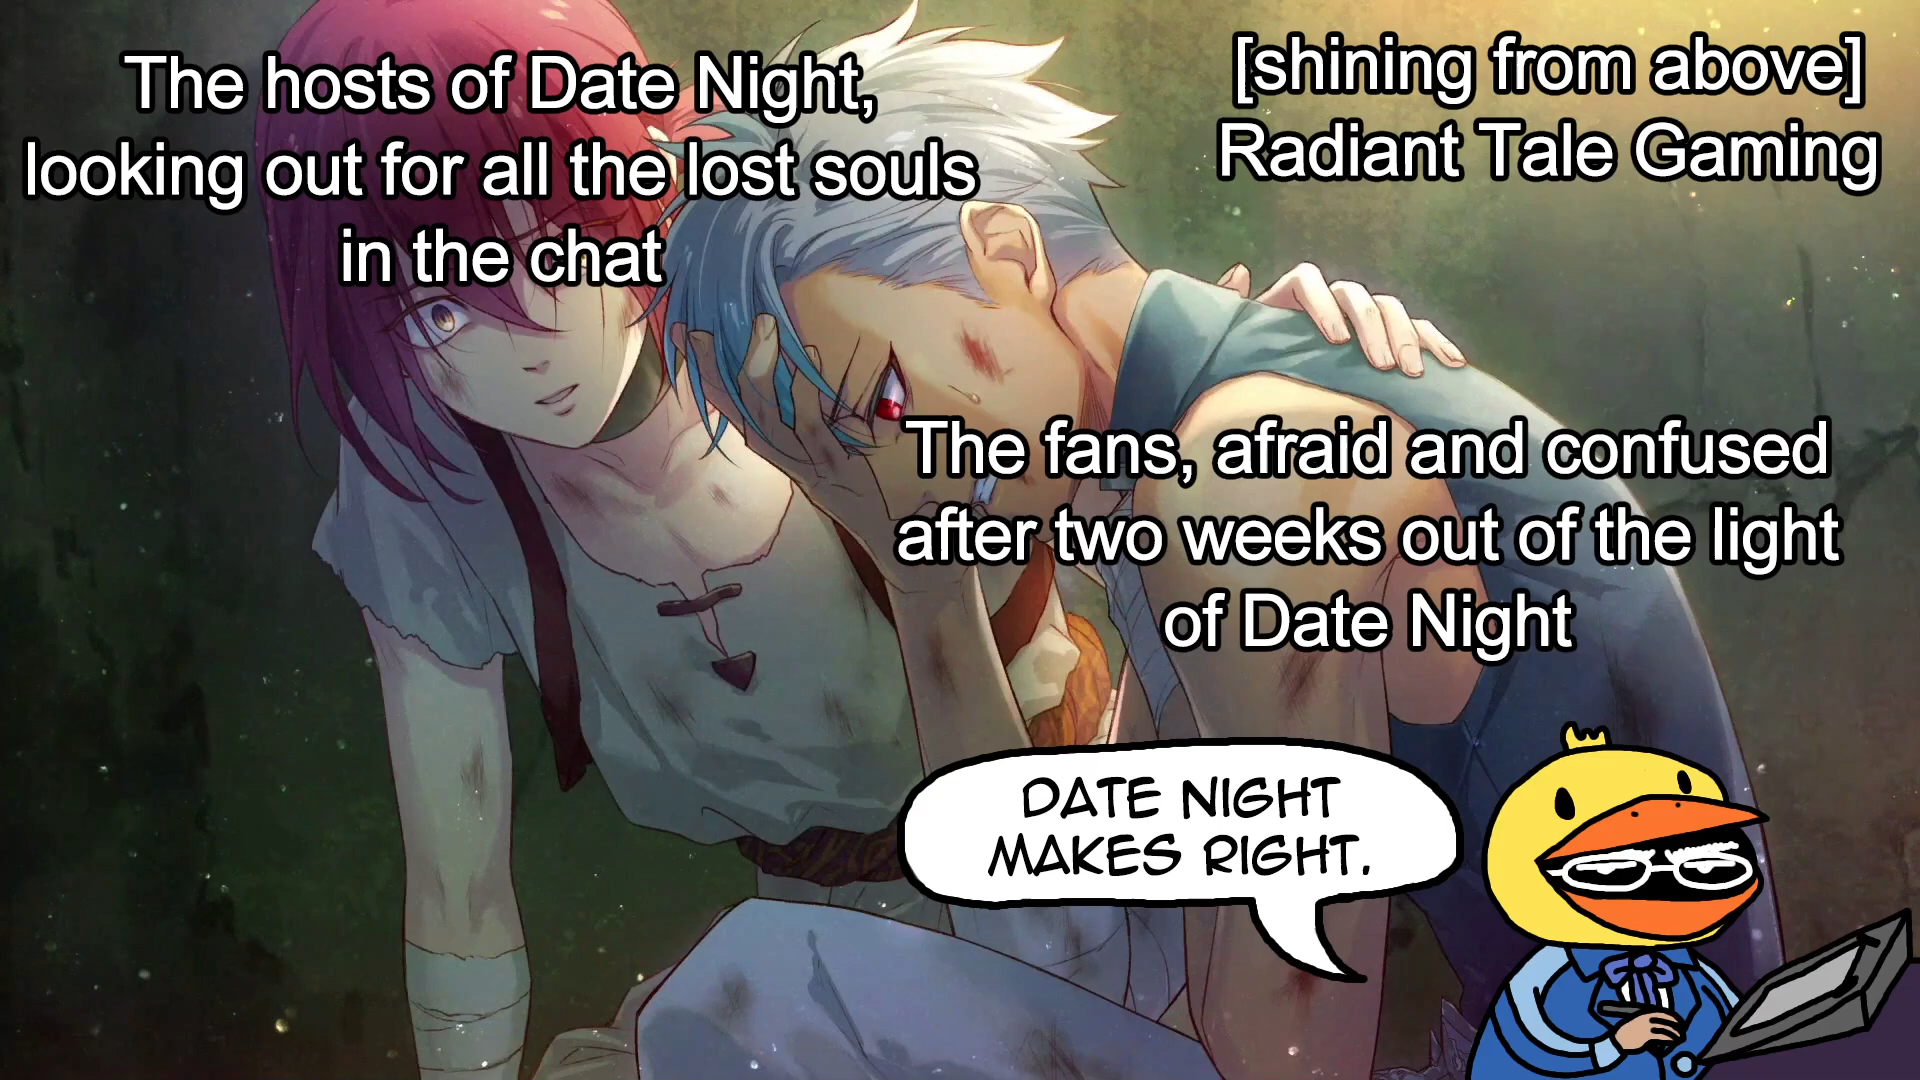 The hosts of Date Night,
looking out for all the lost souls
in the chat
[shining from above]
Radiant Tale Gaming
The fans, afraid and confused
after two weeks out of the light
of Date Night
DATE NIGHT
MAKES RIGHT.